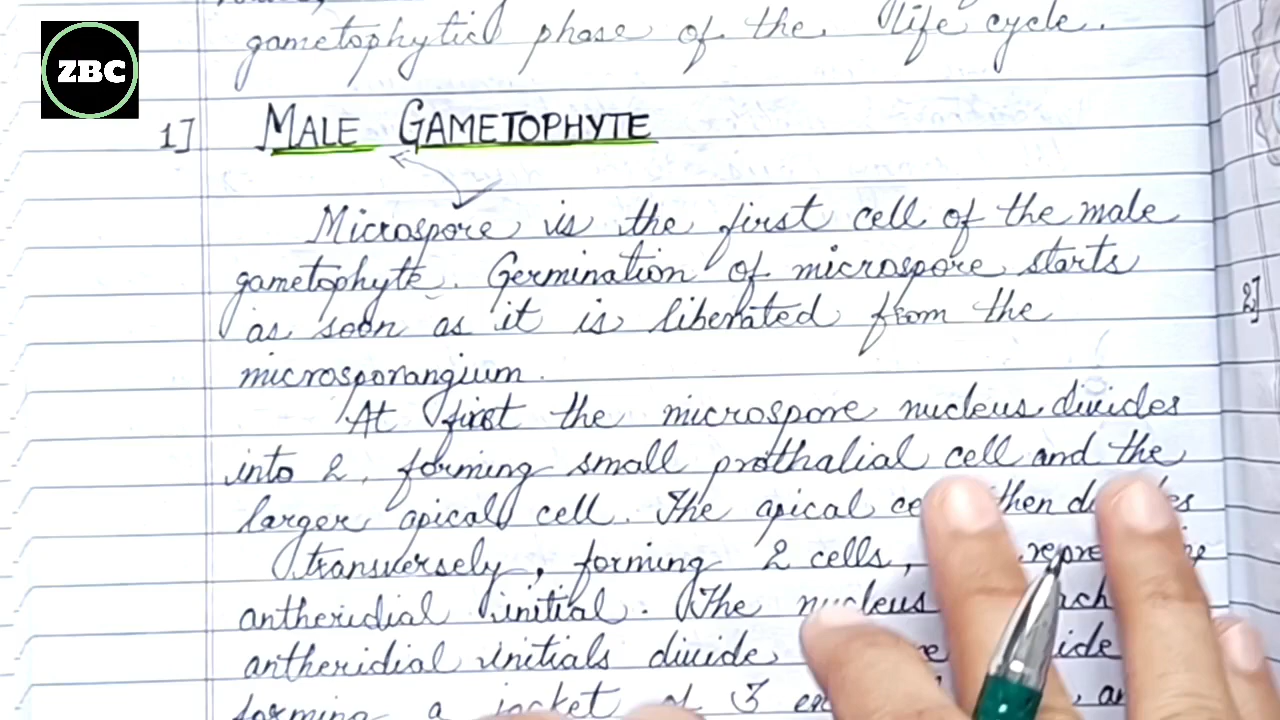 ZBC
gametophytic phase of the life cycle.
1] MALE GAMETOPHYTE
Microspore is the first cell of the male
gametophyte. Germination of microspore starts
as soon as it is liberated from the
microsporangium.
At first the microspore nucleus divides
into 2, forming small prothalial cell and the
larger apical cell. The apical then
transversely, forming 2 cells,
antheridial initial. The nucleus
antheridial initials divide
forming a jacket of 3
2]